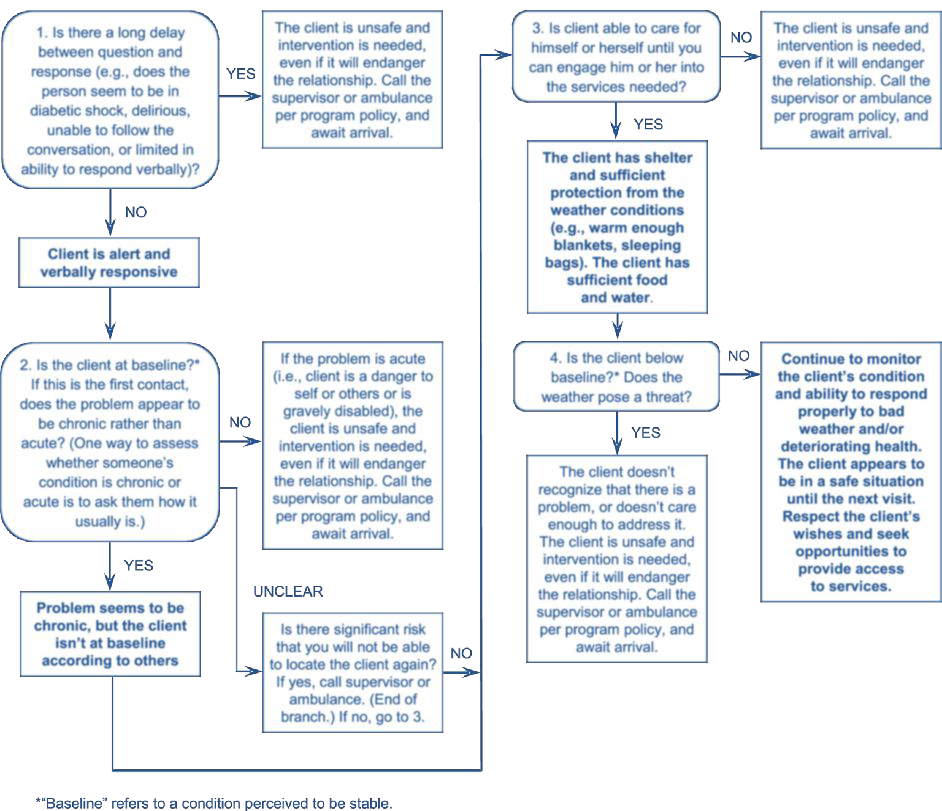 1. Is there a long delay
between question and
response (e.g., does the
person seem to be in
diabetic shock, delirious,
unable to follow the
conversation, or limited in
ability to respond verbally)?
YES
The client is unsafe and
intervention is needed,
even if it will endanger
the relationship. Call the
supervisor or ambulance
per program policy, and
await arrival.
NO
Client is alert and
verbally responsive
2. Is the client at baseline?*
If this is the first contact,
does the problem appear to
be chronic rather than
acute? (One way to assess
whether someone's
condition is chronic or
acute is to ask them how it
usually is.)
NO
If the problem is acute
(i.e., client is a danger to
self or others or is
gravely disabled), the
client is unsafe and
intervention is needed,
even if it will endanger
the relationship. Call the
supervisor or ambulance
per program policy, and
await arrival.
YES
UNCLEAR
Problem seems to be
chronic, but the client
isn't at baseline
according to others
Is there significant risk
that you will not be able
to locate the client again?
If yes, call supervisor or
ambulance. (End of
branch.) If no, go to 3.
NO
3. Is client able to care for
himself or herself until you
can engage him or her into
the services needed?
NO
The client is unsafe and
intervention is needed,
even if it will endanger
the relationship. Call the
supervisor or ambulance
per program policy, and
await arrival.
YES
The client has shelter
and sufficient
protection from the
weather conditions
(e.g., warm enough
blankets, sleeping
bags). The client has
sufficient food
and water.
4. Is the client below
baseline?* Does the
weather pose a threat?
NO
Continue to monitor
the client's condition
and ability to respond
properly to bad
weather and/or
deteriorating health.
The client appears to
be in a safe situation
until the next visit.
Respect the client's
wishes and seek
opportunities to
provide access
to services.
YES
The client doesn't
recognize that there is a
problem, or doesn't care
enough to address it.
The client is unsafe and
intervention is needed,
even if it will endanger
the relationship. Call the
supervisor or ambulance
per program policy, and
await arrival.
*"Baseline" refers to a condition perceived to be stable.